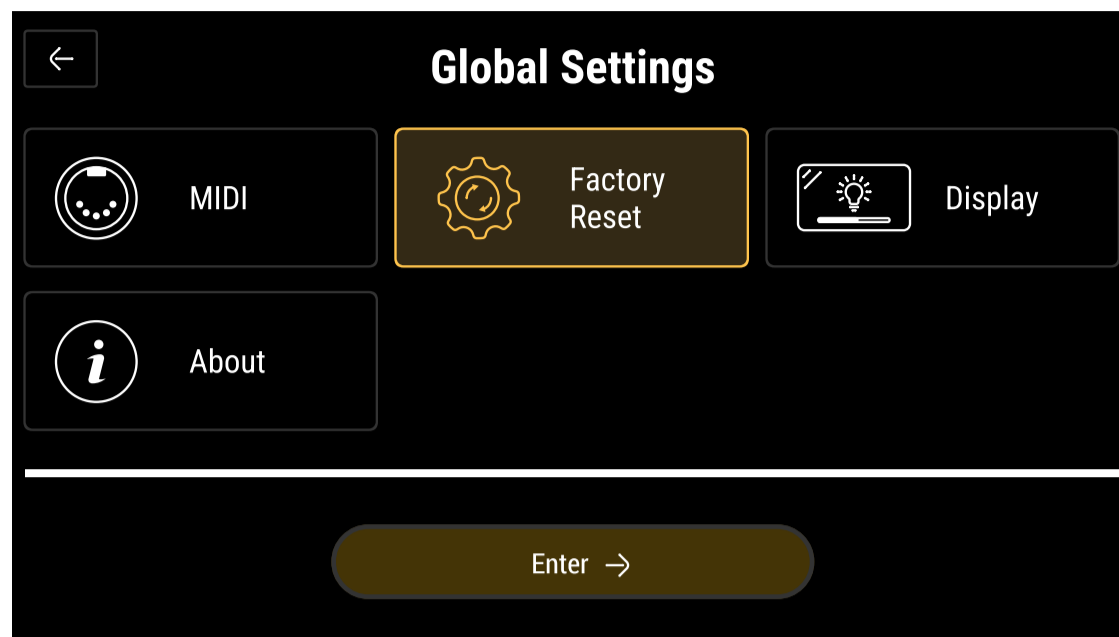 Global Settings
MIDI
Factory
Reset
Display
About
Enter